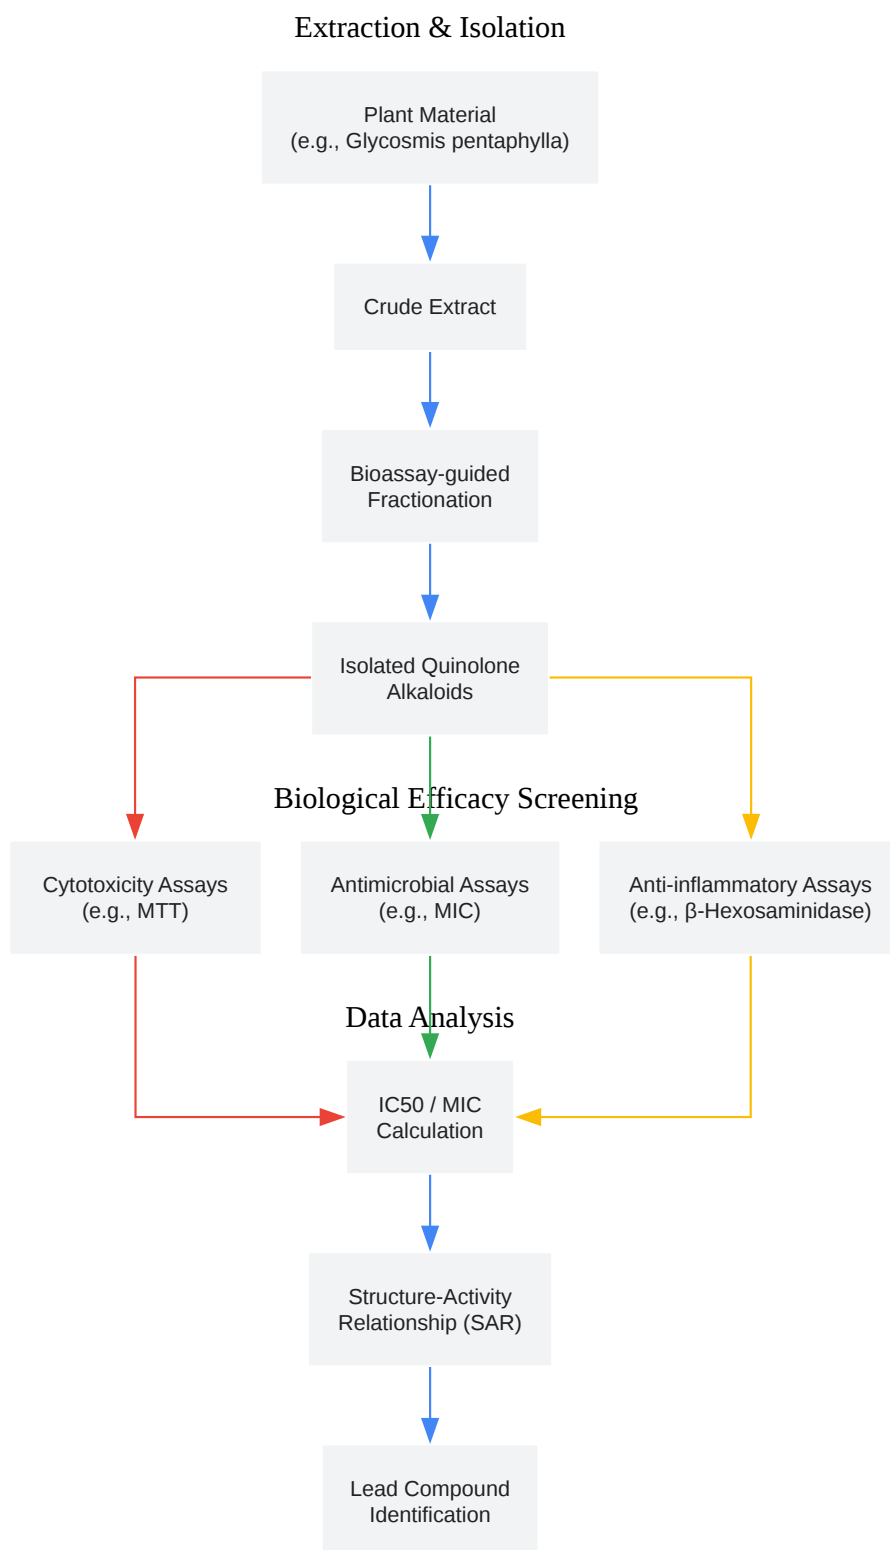 Extraction & Isolation
Plant Material
(e.g., Glycosmis pentaphylla)
Crude Extract
Bioassay-guided
Fractionation
Isolated Quinolone
Alkaloids
Biological Efficacy Screening
Cytotoxicity Assays
(e.g., MTT)
Antimicrobial Assays
(e.g., MIC)
Anti-inflammatory Assays
(e.g., β-Hexosaminidase)
Data Analysis
IC50 / MIC
Calculation
Structure-Activity
Relationship (SAR)
Lead Compound
Identification